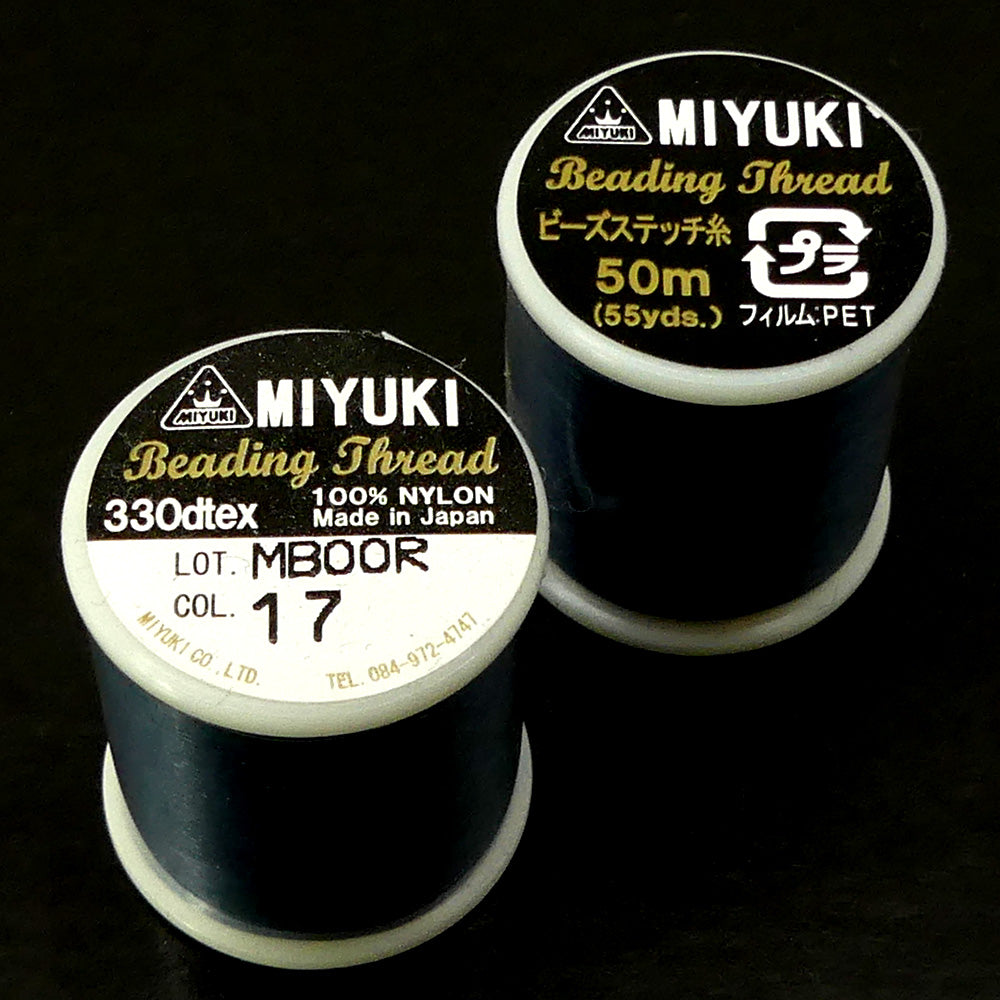 MIYUKI MIYUKI
Beading Thread
ビーズステッチ糸
プラ
50m
(55yds.)
フィルム:PET
MIYUKI MIYUKI
Beading Thread
330dtex
100% NYLON
Made in Japan
LOT. MB00R
COL. 17
MIYUKI CO.,LTD.
TEL. 084-972-4747